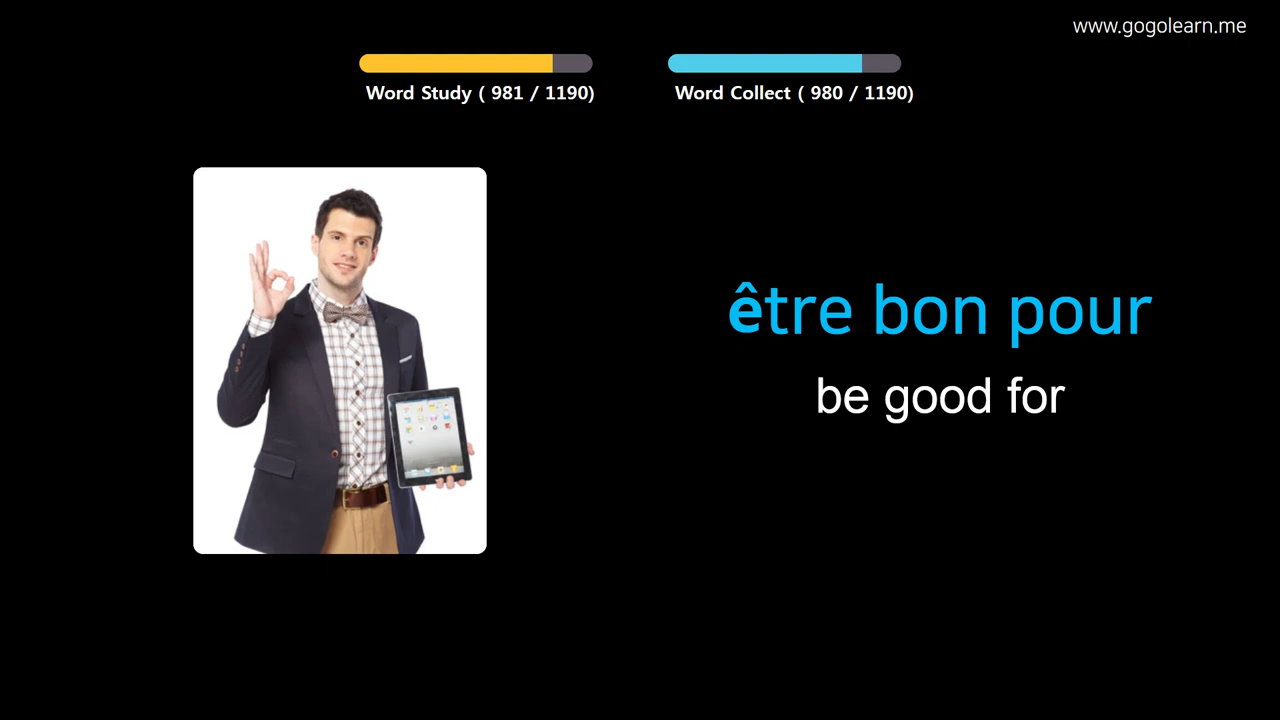 www.gogolearn.me
Word Study ( 981 / 1190)
Word Collect ( 980 / 1190)
être bon pour
be good for